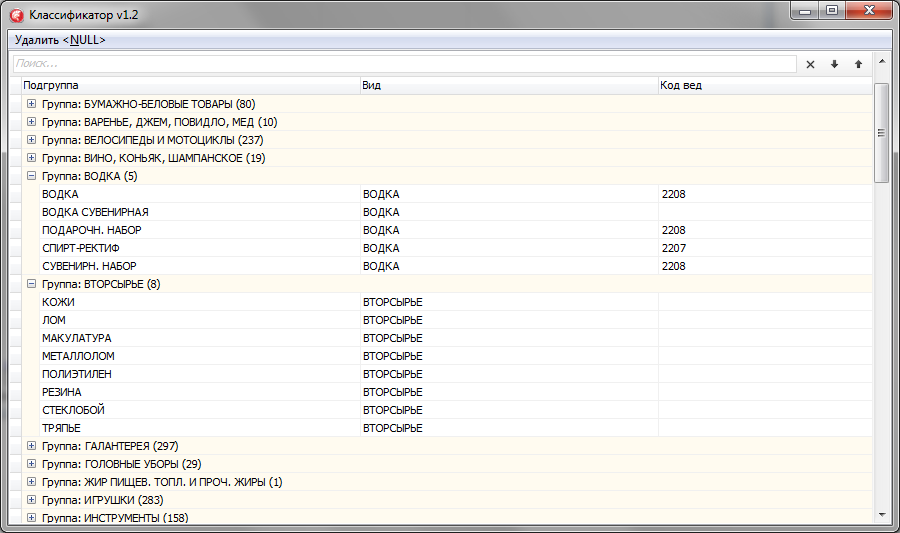 Классификатор v1.2
Удалить <NULL>
Поиск...
Подгруппа Вид Код вед
Группа: БУМАЖНО-БЕЛОВЫЕ ТОВАРЫ (80)
Группа: ВАРЕНЬЕ, ДЖЕМ, ПОВИДЛО, МЕД (10)
Группа: ВЕЛОСИПЕДЫ И МОТОЦИКЛЫ (237)
Группа: ВИНО, КОНЬЯК, ШАМПАНСКОЕ (19)
Группа: ВОДКА (5)
ВОДКА ВОДКА 2208
ВОДКА СУВЕНИРНАЯ ВОДКА
ПОДАРОЧН. НАБОР ВОДКА 2208
СПИРТ-РЕКТИФ ВОДКА 2207
СУВЕНИРН. НАБОР ВОДКА 2208
Группа: ВТОРСЫРЬЕ (8)
КОЖИ ВТОРСЫРЬЕ
ЛОМ ВТОРСЫРЬЕ
МАКУЛАТУРА ВТОРСЫРЬЕ
МЕТАЛЛОЛОМ ВТОРСЫРЬЕ
ПОЛИЭТИЛЕН ВТОРСЫРЬЕ
РЕЗИНА ВТОРСЫРЬЕ
СТЕКЛОБОЙ ВТОРСЫРЬЕ
ТРЯПЬЕ ВТОРСЫРЬЕ
Группа: ГАЛАНТЕРЕЯ (297)
Группа: ГОЛОВНЫЕ УБОРЫ (29)
Группа: ЖИР ПИЩЕВ. ТОПЛ. И ПРОЧ. ЖИРЫ (1)
Группа: ИГРУШКИ (283)
Группа: ИНСТРУМЕНТЫ (158)